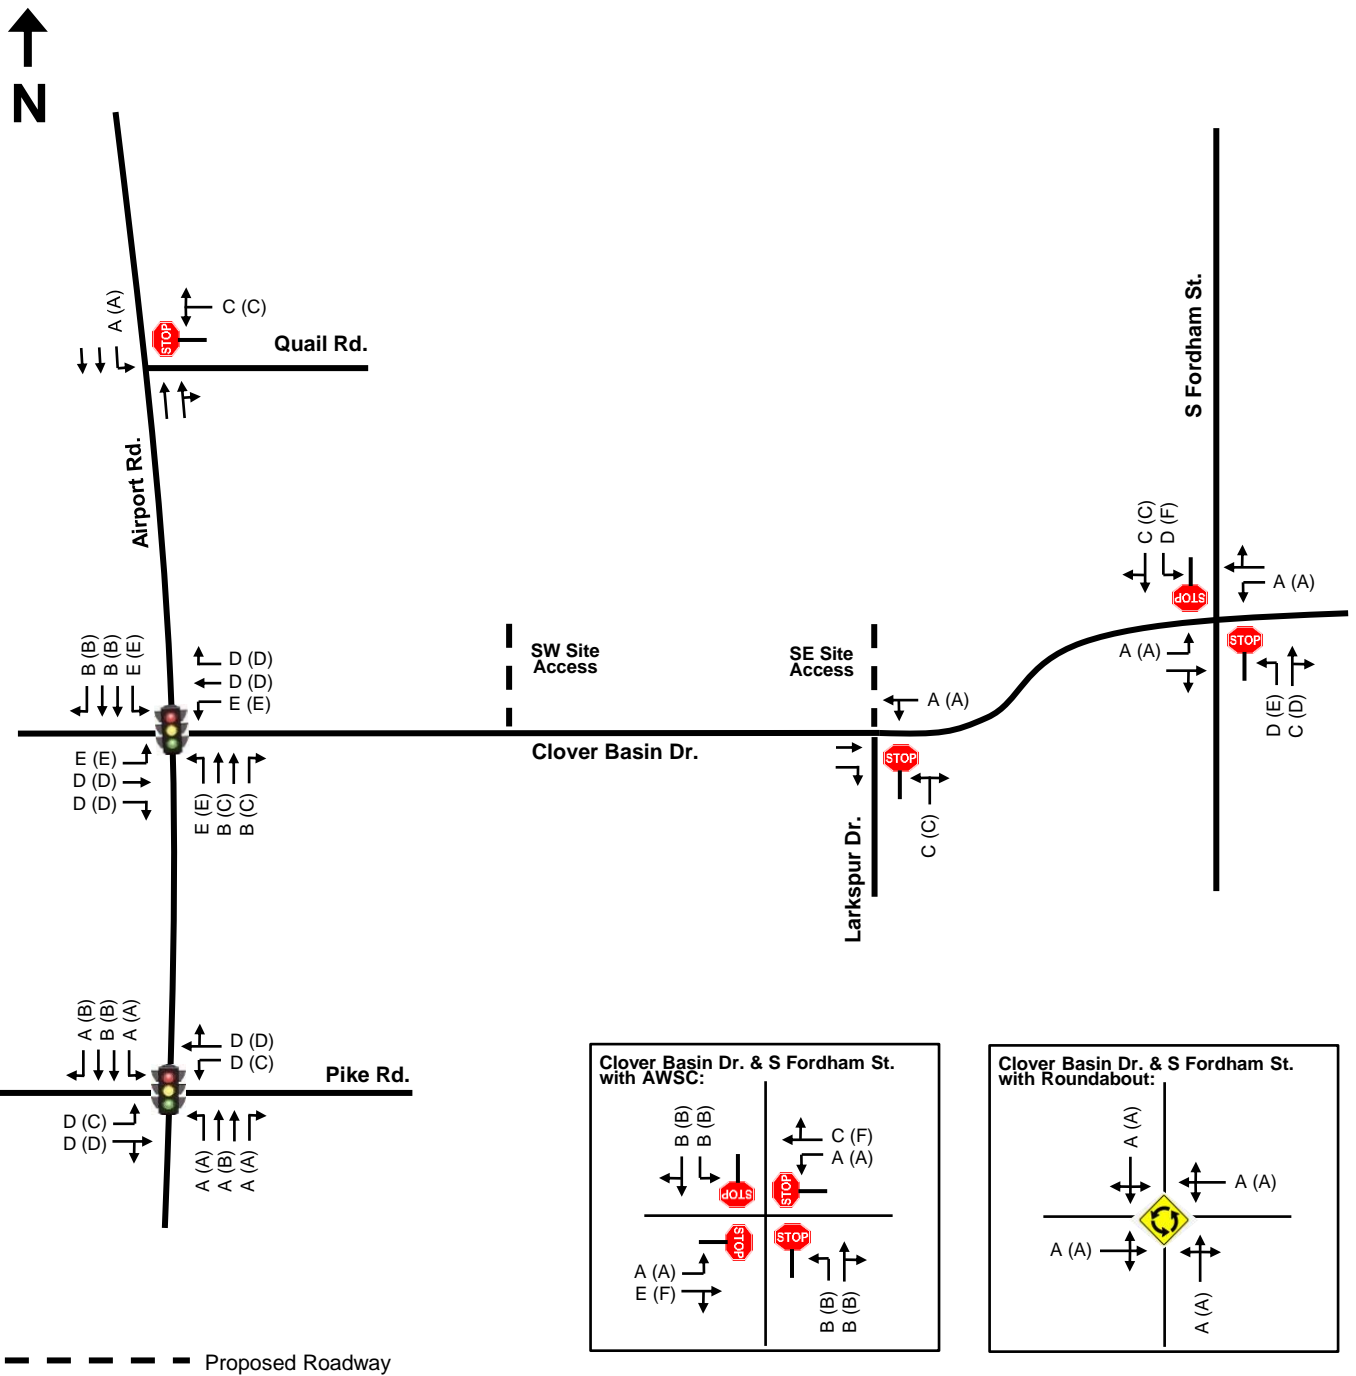 N
A (A)
C (C)
STOP
Quail Rd.
S Fordham St.
Airport Rd.
C (C)
D (F)
STOP
A (A)
A (A)
STOP
D (E)
C (D)
B (B)
B (B)
E (E)
D (D)
D (D)
E (E)
SW Site
Access
SE Site
Access
A (A)
E (E)
D (D)
D (D)
E (E)
B (C)
B (C)
Clover Basin Dr.
STOP
C (C)
Larkspur Dr.
A (B)
B (B)
A (A)
D (D)
D (C)
Pike Rd.
D (C)
D (D)
A (A)
A (B)
A (A)
Clover Basin Dr. & S Fordham St.
with AWSC:
B (B)
B (B)
C (F)
A (A)
STOP
STOP
STOP
STOP
A (A)
E (F)
B (B)
B (B)
Clover Basin Dr. & S Fordham St.
with Roundabout:
A (A)
A (A)
A (A)
A (A)
Proposed Roadway